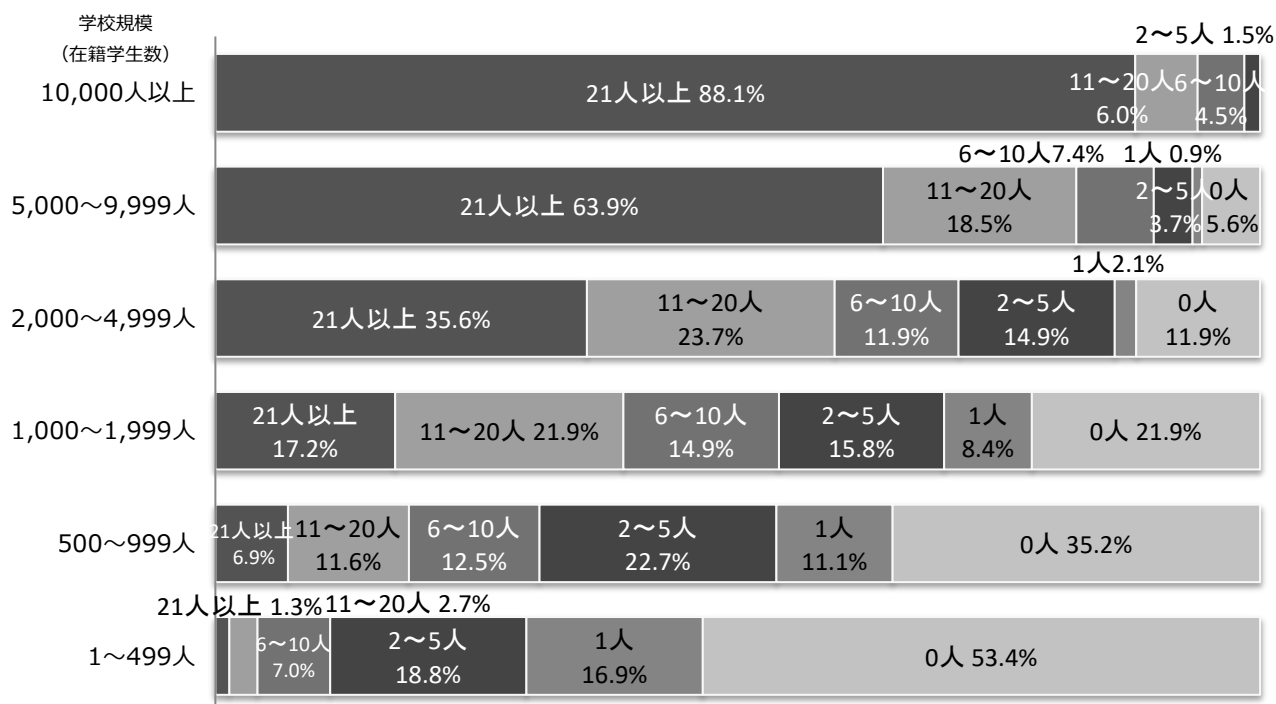 学校規模
（在籍学生数）
2～5人 1.5%
10,000人以上
21人以上 88.1%
11～20人
6.0%
6～10人
4.5%
6～10人7.4%
1人 0.9%
5,000～9,999人
21人以上 63.9%
11～20人
18.5%
2～5人
3.7%
0人
5.6%
1人2.1%
2,000～4,999人
21人以上 35.6%
11～20人
23.7%
6～10人
11.9%
2～5人
14.9%
0人
11.9%
1,000～1,999人
21人以上
17.2%
11～20人 21.9%
6～10人
14.9%
2～5人
15.8%
1人
8.4%
0人 21.9%
500～999人
21人以上
6.9%
11～20人
11.6%
6～10人
12.5%
2～5人
22.7%
1人
11.1%
0人 35.2%
21人以上 1.3%
11～20人 2.7%
1～499人
6～10人
7.0%
2～5人
18.8%
1人
16.9%
0人 53.4%